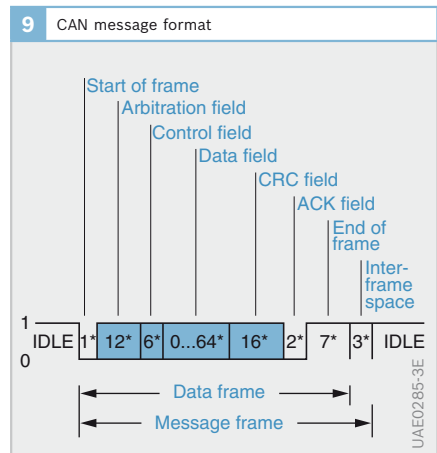 9 CAN message format
Start of frame
Arbitration field
Control field
Data field
CRC field
ACK field
End of
frame
Inter-
frame
space
1
IDLE 1* 12* 6* 0...64* 16* 2* 7* 3* IDLE
0
Data frame
Message frame
UAE0285-3E